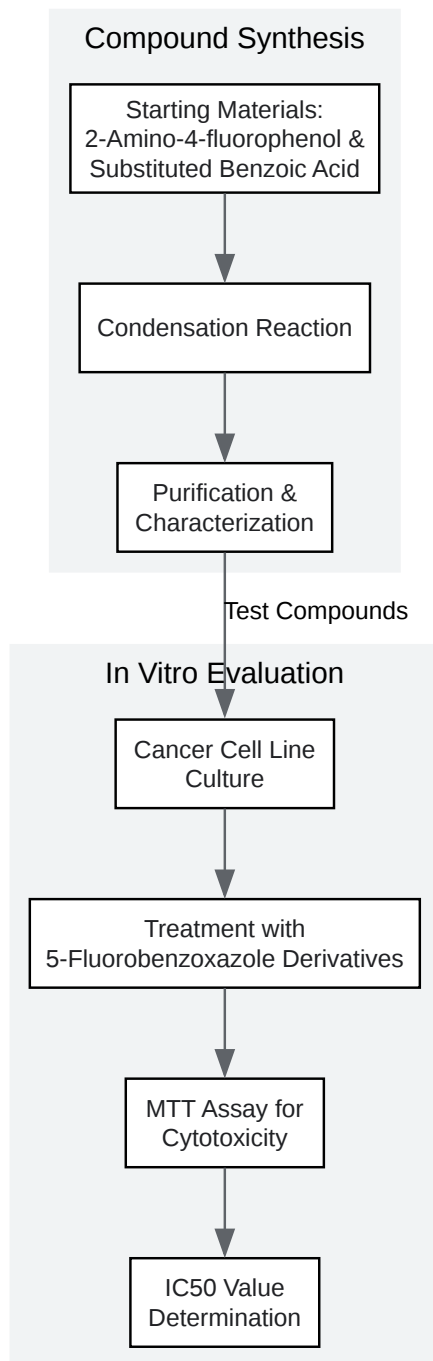 Compound Synthesis
Starting Materials:
2-Amino-4-fluorophenol &
Substituted Benzoic Acid
Condensation Reaction
Purification &
Characterization
Test Compounds
In Vitro Evaluation
Cancer Cell Line
Culture
Treatment with
5-Fluorobenzoxazole Derivatives
MTT Assay for
Cytotoxicity
IC50 Value
Determination